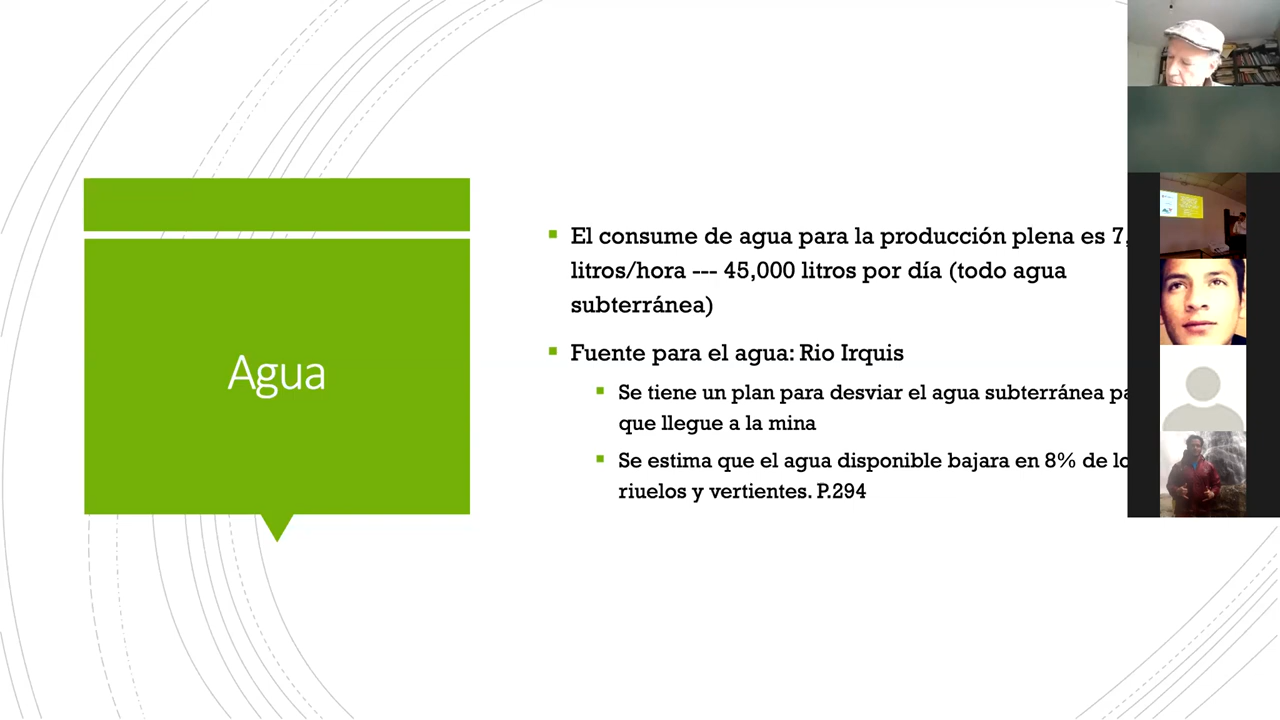 Agua
El consume de agua para la producción plena es 7,
litros/hora --- 45,000 litros por día (todo agua
subterránea)
Fuente para el agua: Rio Irquis
Se tiene un plan para desviar el agua subterránea
que llegue a la mina
Se estima que el agua disponible bajara en 8% de
riuelos y vertientes. P.294